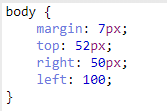 body {
    margin: 7px;
    top: 52px;
    right: 50px;
    left: 100;
}